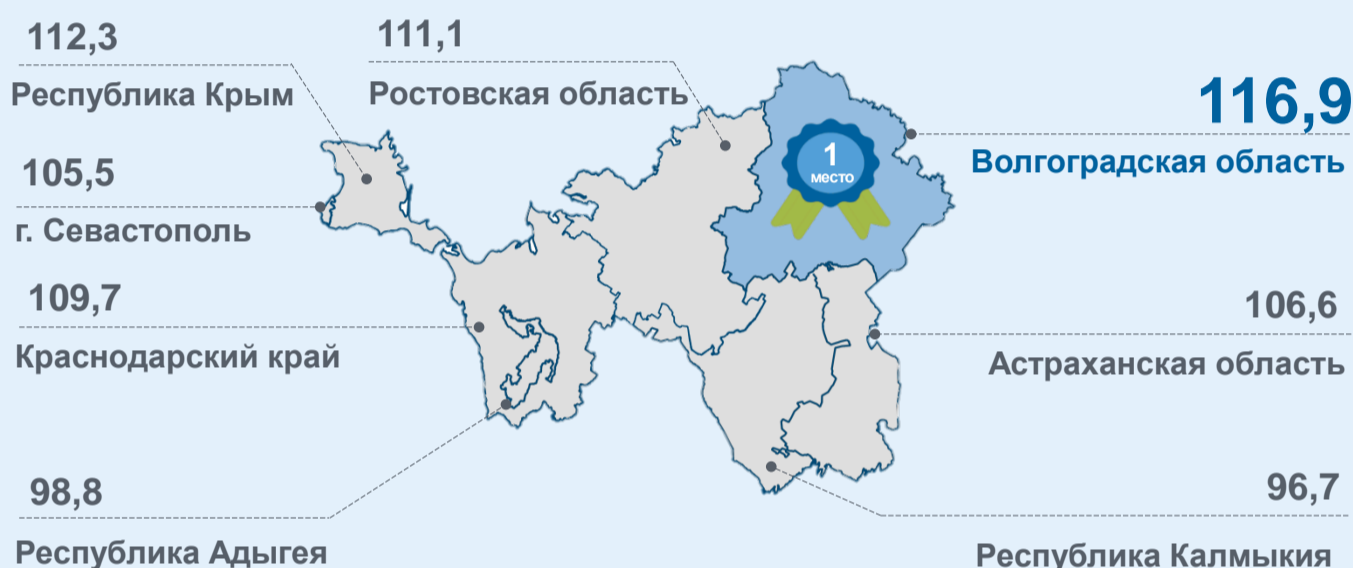 112,3
Республика Крым
111,1
Ростовская область
116,9
Волгоградская область
1
место
105,5
г. Севастополь
109,7
Краснодарский край
106,6
Астраханская область
98,8
Республика Адыгея
96,7
Республика Калмыкия